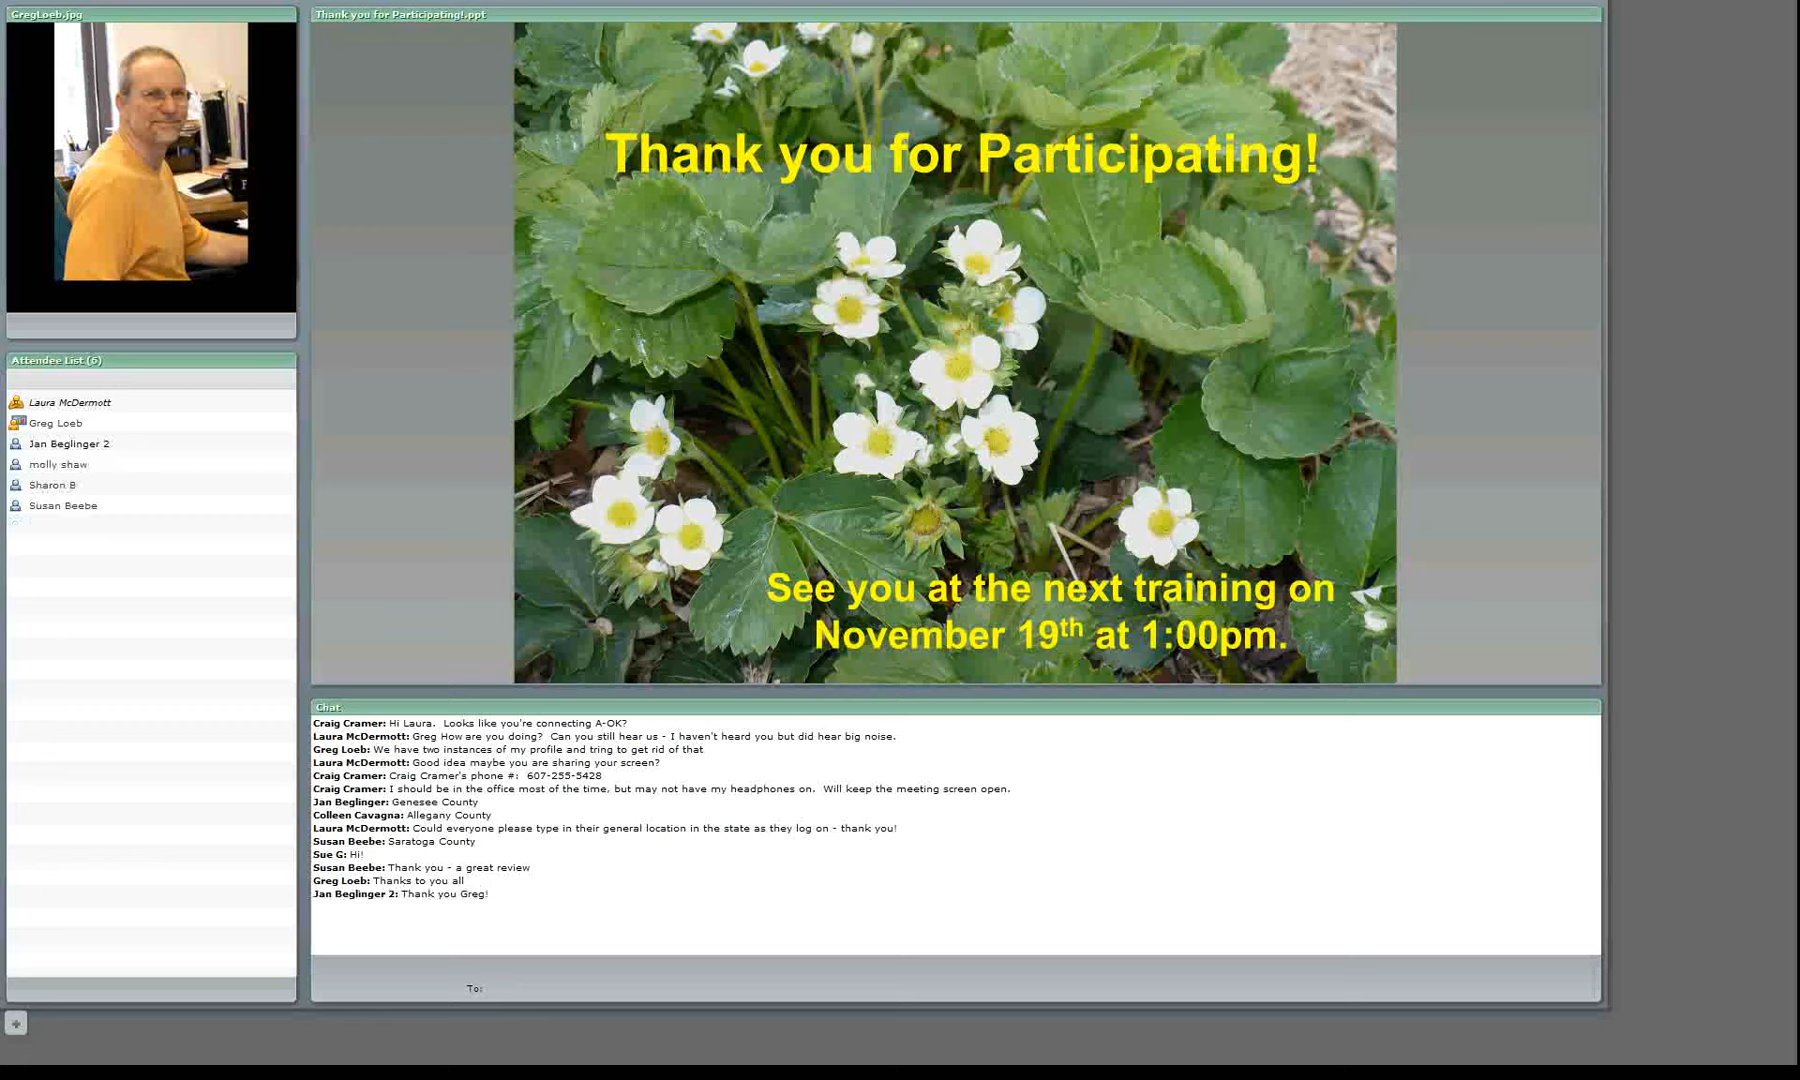 GregLoeb.jpg
Thank you for Participating!.ppt
Thank you for Participating!
See you at the next training on
November 19th at 1:00pm.
Attendee List (6)
Laura McDermott
Greg Loeb
Jan Beglinger 2
molly shaw
Sharon B
Susan Beebe
Chat
Craig Cramer: Hi Laura.  Looks like you're connecting A-OK?
Laura McDermott: Greg How are you doing?  Can you still hear us - I haven't heard you but did hear big noise.
Greg Loeb: We have two instances of my profile and tring to get rid of that
Laura McDermott: Good idea maybe you are sharing your screen?
Craig Cramer: Craig Cramer's phone #:  607-255-5428
Craig Cramer: I should be in the office most of the time, but may not have my headphones on.  Will keep the meeting screen open.
Jan Beglinger: Genesee County
Colleen Cavagna: Allegany County
Laura McDermott: Could everyone please type in their general location in the state as they log on - thank you!
Susan Beebe: Saratoga County
Sue G: Hi!
Susan Beebe: Thank you - a great review
Greg Loeb: Thanks to you all
Jan Beglinger 2: Thank you Greg!
To: